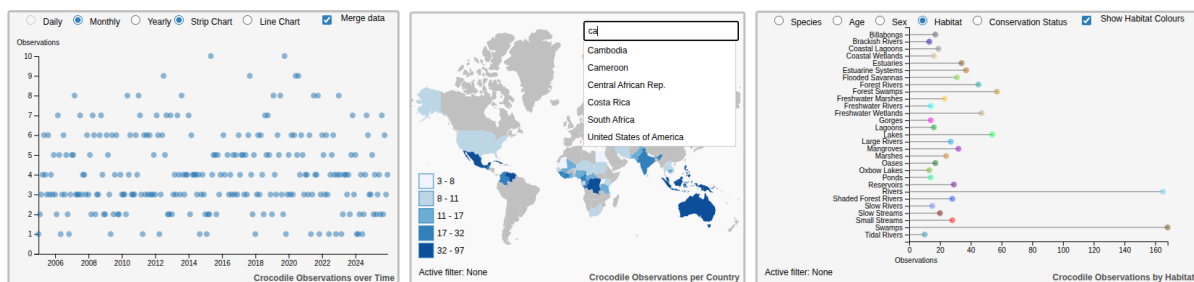 Daily Monthly Yearly Strip Chart Line Chart Merge data
Observations
10
9
8
7
6
5
4
3
2
1
0
2006 2008 2010 2012 2014 2016 2018 2020 2022 2024
Crocodile Observations over Time
ca
Cambodia
Cameroon
Central African Rep.
Costa Rica
South Africa
United States of America
3 - 8
8 - 11
11 - 17
17 - 32
32 - 97
Active filter: None
Crocodile Observations per Country
Species Age Sex Habitat Conservation Status Show Habitat Colours
Billabongs
Brackish Rivers
Coastal Lagoons
Coastal Wetlands
Estuaries
Estuarine Systems
Flooded Savannas
Forest Rivers
Forest Swamps
Freshwater Marshes
Freshwater Rivers
Freshwater Wetlands
Gorges
Lagoons
Lakes
Large Rivers
Mangroves
Marshes
Oases
Oxbow Lakes
Ponds
Reservoirs
Rivers
Shaded Forest Rivers
Slow Rivers
Slow Streams
Small Streams
Swamps
Tidal Rivers
0 20 40 60 80 100 120 140 168
Observations
Active filter: None
Crocodile Observations by Habitat